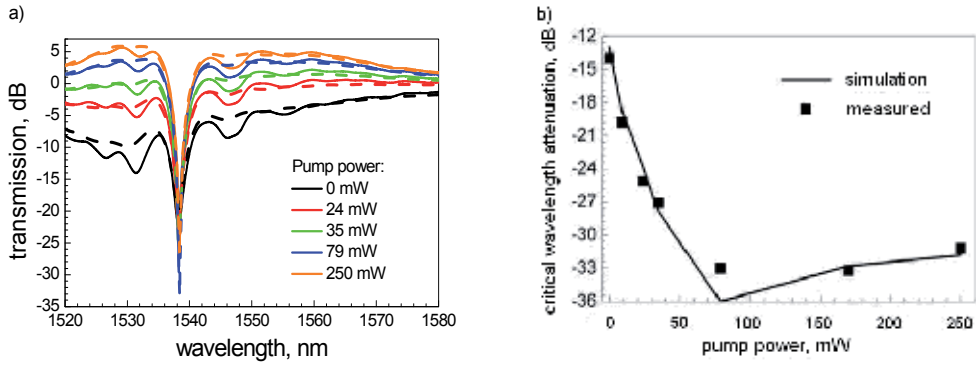 a)
transmission, dB
5
0
-5
-10
-15
-20
-25
-30
-35
1520 1530 1540 1550 1560 1570 1580
wavelength, nm
Pump power:
0 mW
24 mW
35 mW
79 mW
250 mW
b)
critical wavelength attenuation, dB
-12
-15
-18
-21
-24
-27
-30
-33
-36
0 50 100 150 200 250
pump power, mW
simulation
measured